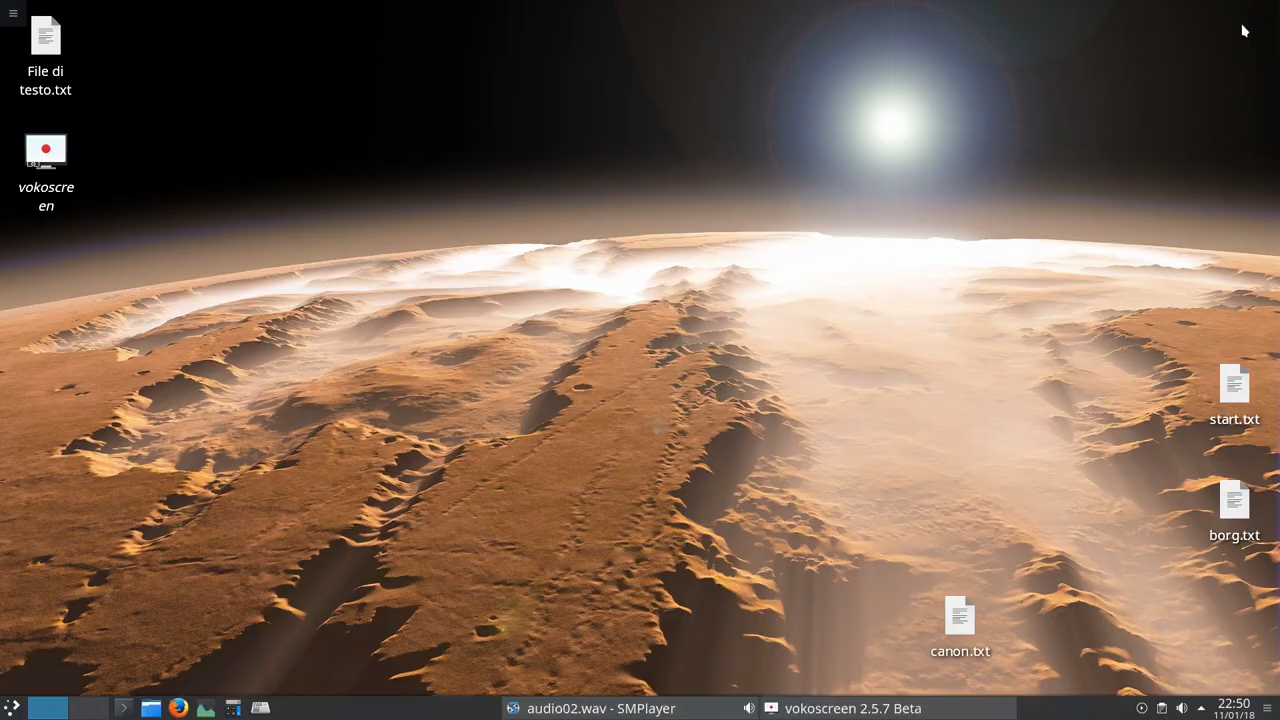 File di
testo.txt
vokoscre
en
start.txt
borg.txt
canon.txt
audio02.wav - SMPlayer
vokoscreen 2.5.7 Beta
22:50
11/01/18